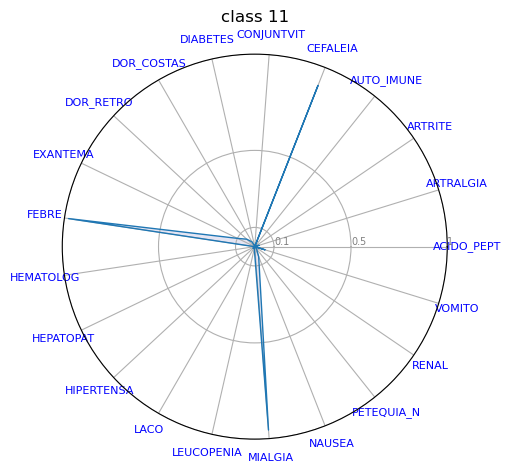 class 11
CONJUNTVIT
DIABETES
CEFALEIA
DOR_COSTAS
AUTO_IMUNE
DOR_RETRO
ARTRITE
EXANTEMA
ARTRALGIA
FEBRE
0.1
0.5
1
ACIDO_PEPT
HEMATOLOG
VOMITO
HEPATOPAT
RENAL
HIPERTENSA
PETEQUIA_N
LACO
NAUSEA
LEUCOPENIA
MIALGIA